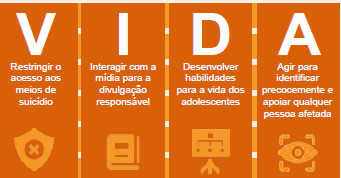 V
Restringir o
acesso aos
meios de
suicídio
I
Interagir com a
mídia para a
divulgação
responsável
D
Desenvolver
habilidades
para a vida dos
adolescentes
A
Agir para
identificar
precocemente e
apoiar qualquer
pessoa afetada